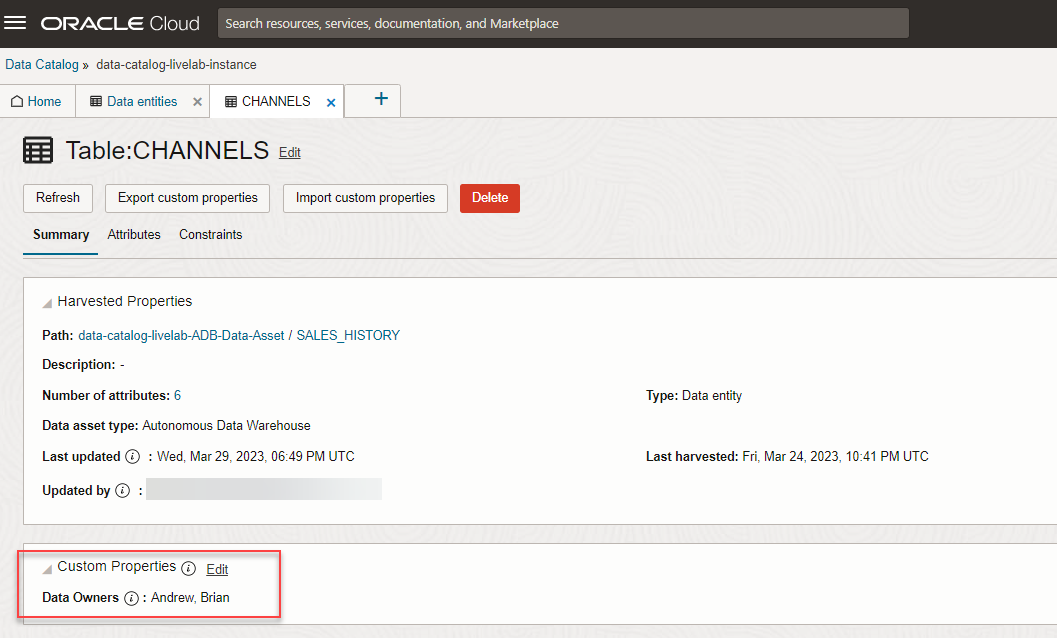 ORACLE Cloud
Search resources, services, documentation, and Marketplace
Data Catalog » data-catalog-livelab-instance
Home
Data entities
CHANNELS
Table:CHANNELS Edit
Refresh
Export custom properties
Import custom properties
Delete
Summary
Attributes
Constraints
Harvested Properties
Path: data-catalog-livelab-ADB-Data-Asset / SALES_HISTORY
Description: -
Number of attributes: 6
Type: Data entity
Data asset type: Autonomous Data Warehouse
Last updated : Wed, Mar 29, 2023, 06:49 PM UTC
Last harvested: Fri, Mar 24, 2023, 10:41 PM UTC
Updated by :
Custom Properties Edit
Data Owners : Andrew, Brian